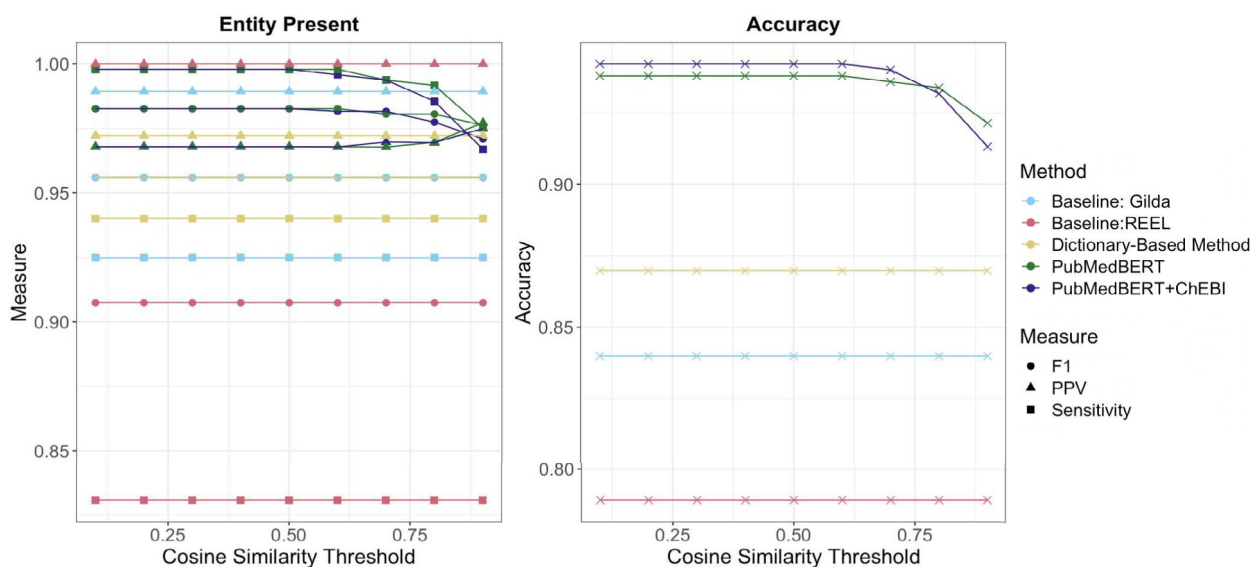 Entity Present
Accuracy
1.00
0.95
0.90
0.85
Measure
0.25
0.50
0.75
Cosine Similarity Threshold
0.90
0.85
0.80
Accuracy
0.25
0.50
0.75
Cosine Similarity Threshold
Method
Baseline: Gilda
Baseline:REEL
Dictionary-Based Method
PubMedBERT
PubMedBERT+ChEBI
Measure
F1
PPV
Sensitivity